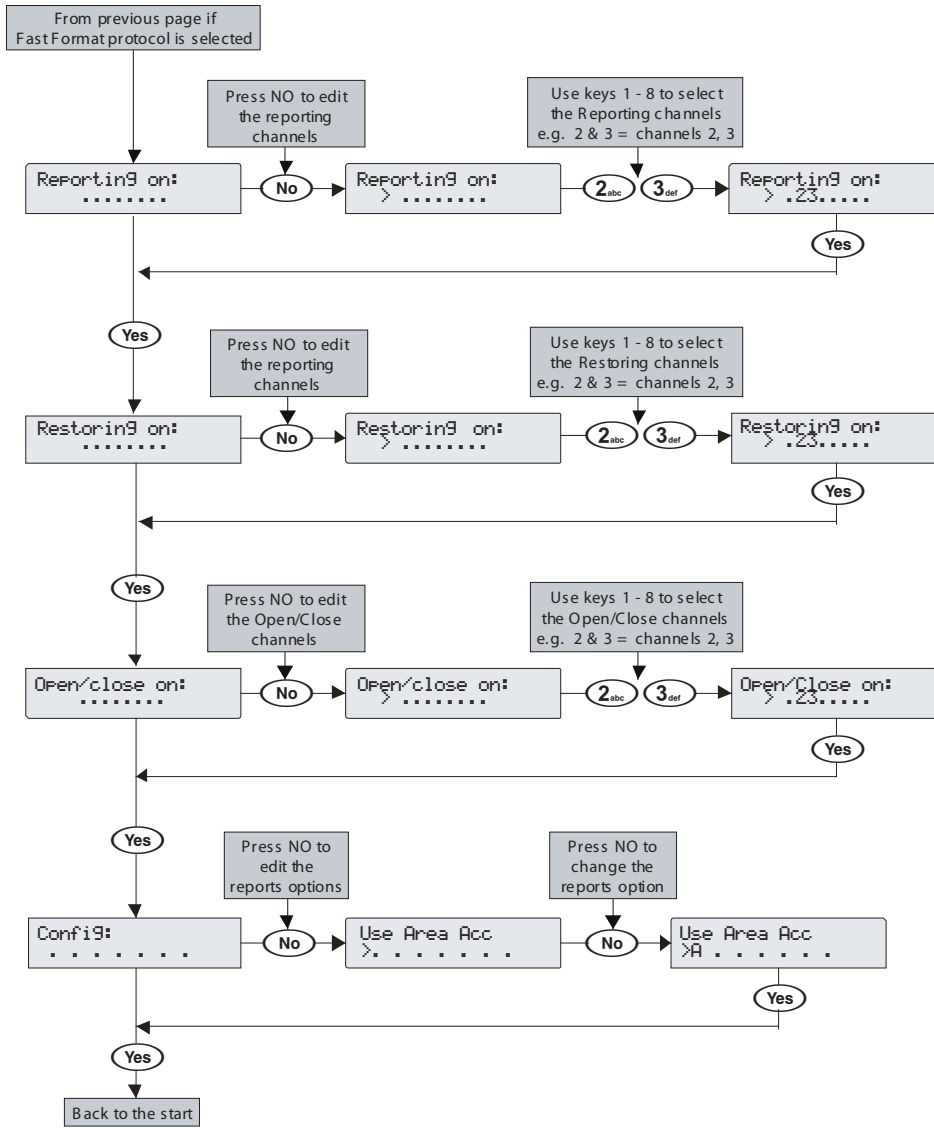 From previous page if
Fast Format protocol is selected
Press NO to edit
the reporting
channels
Use keys 1 - 8 to select
the Reporting channels
e.g. 2 & 3 = channels 2, 3
Reporting on:
........
No
Reporting on:
> ........
2abc 3def
Reporting on:
> .23.....
Yes
Yes
Press NO to edit
the reporting
channels
Use keys 1 - 8 to select
the Restoring channels
e.g. 2 & 3 = channels 2, 3
Restoring on:
........
No
Restoring on:
> ........
2abc 3def
Restoring on:
> .23.....
Yes
Yes
Press NO to edit
the Open/Close
channels
Use keys 1 - 8 to select
the Open/Close channels
e.g. 2 & 3 = channels 2, 3
Open/close on:
........
No
Open/close on:
> ........
2abc 3def
Open/Close on:
> .23.....
Yes
Yes
Press NO to
edit the
reports options
Press NO to
change the
reports option
Config:
. . . . . . .
No
Use Area Acc
>. . . . . . .
No
Use Area Acc
>A . . . . . .
Yes
Yes
Back to the start